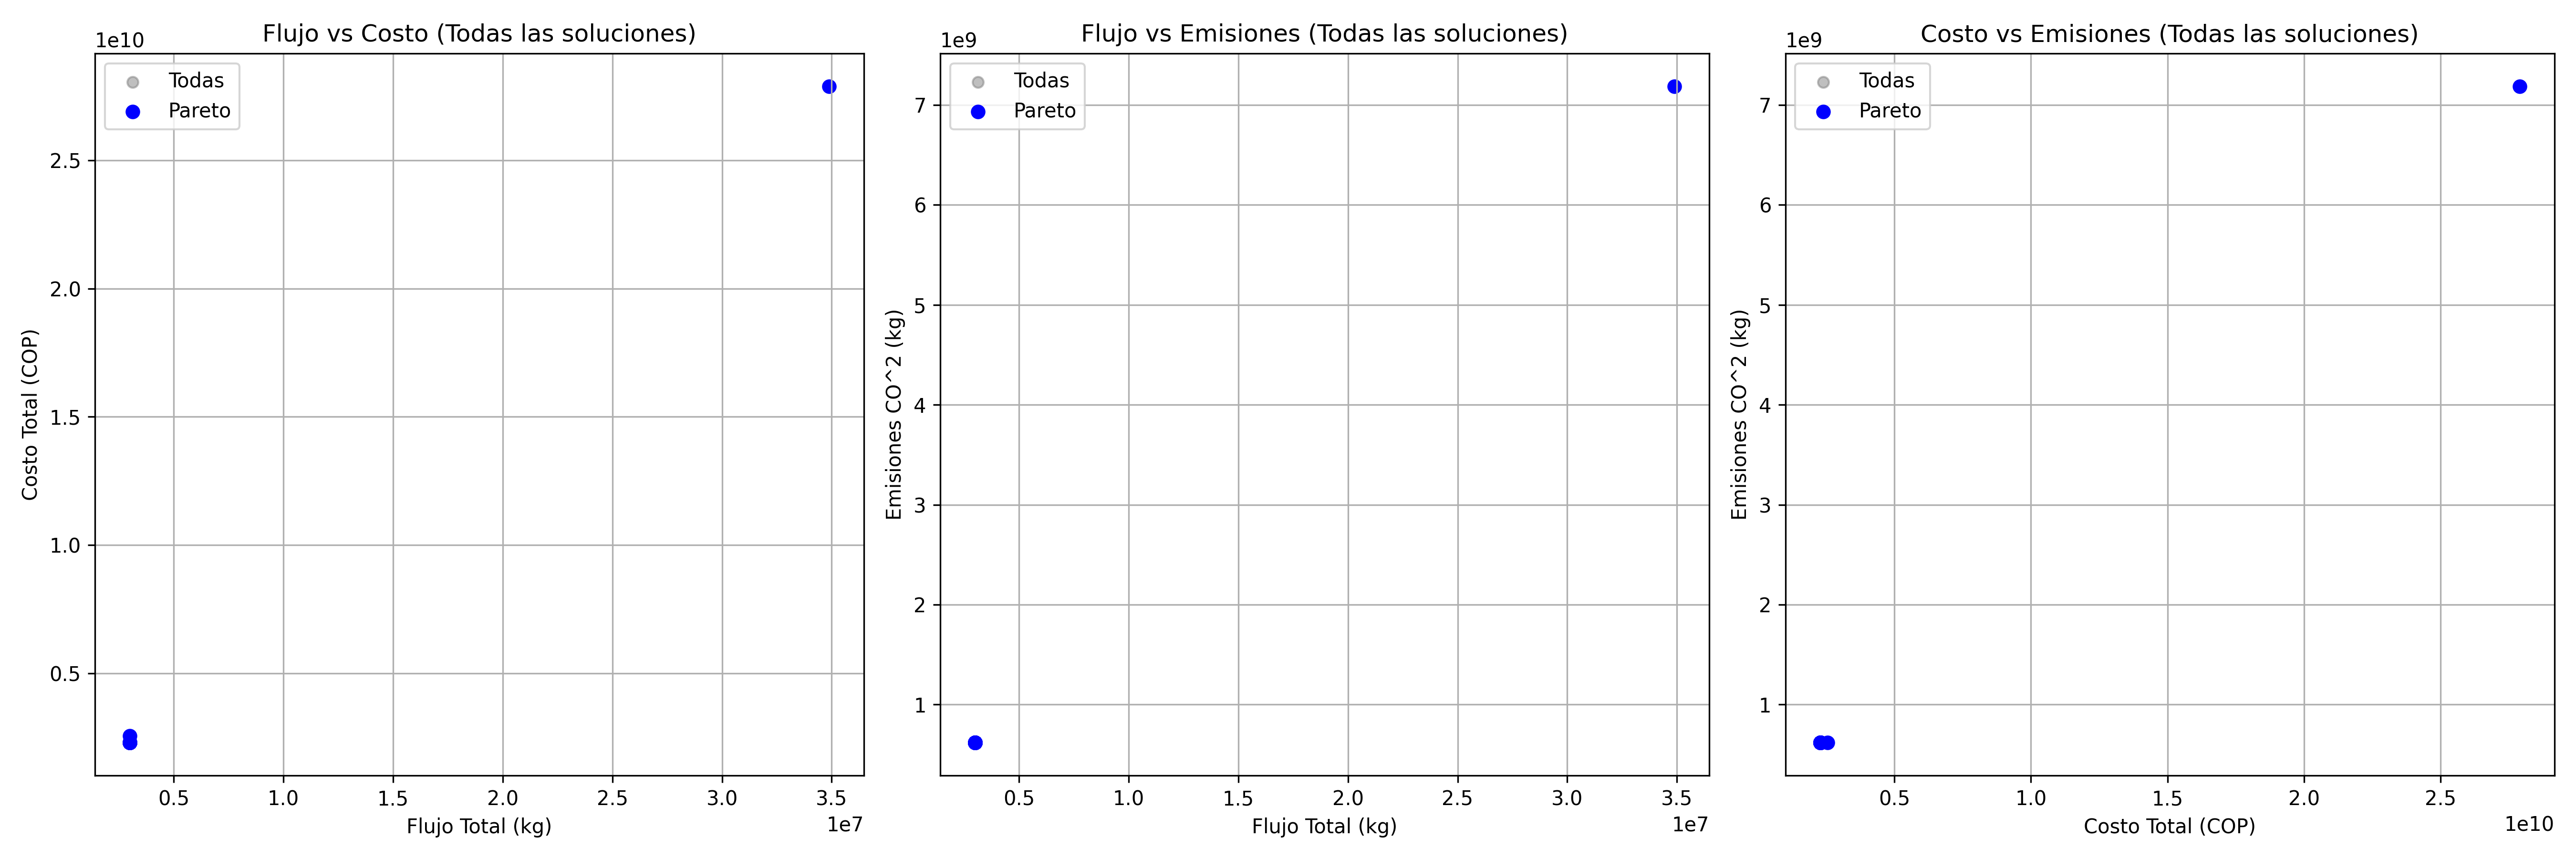 Flujo vs Costo (Todas las soluciones)
1e10
Todas
Pareto
2.5
2.0
1.5
1.0
0.5
Costo Total (COP)
0.5 1.0 1.5 2.0 2.5 3.0 3.5
1e7
Flujo Total (kg)
Flujo vs Emisiones (Todas las soluciones)
1e9
Todas
Pareto
7
6
5
4
3
2
1
Emisiones CO^2 (kg)
0.5 1.0 1.5 2.0 2.5 3.0 3.5
1e7
Flujo Total (kg)
Costo vs Emisiones (Todas las soluciones)
1e9
Todas
Pareto
7
6
5
4
3
2
1
Emisiones CO^2 (kg)
0.5 1.0 1.5 2.0 2.5
1e10
Costo Total (COP)